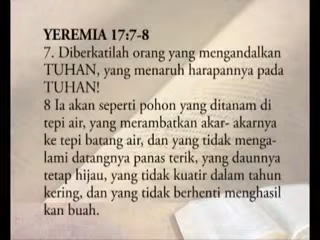 YEREMIA 17:7-8
7. Diberkatilah orang yang mengandalkan
TUHAN, yang menaruh harapannya pada
TUHAN!
8 Ia akan seperti pohon yang ditanam di
tepi air, yang merambatkan akar- akarnya
ke tepi batang air, dan yang tidak menga-
lami datangnya panas terik, yang daunnya
tetap hijau, yang tidak kuatir dalam tahun
kering, dan yang tidak berhenti menghasil
kan buah.